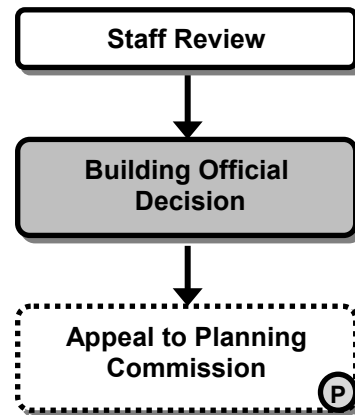 Staff Review
Building Official
Decision
Appeal to Planning
Commission
P